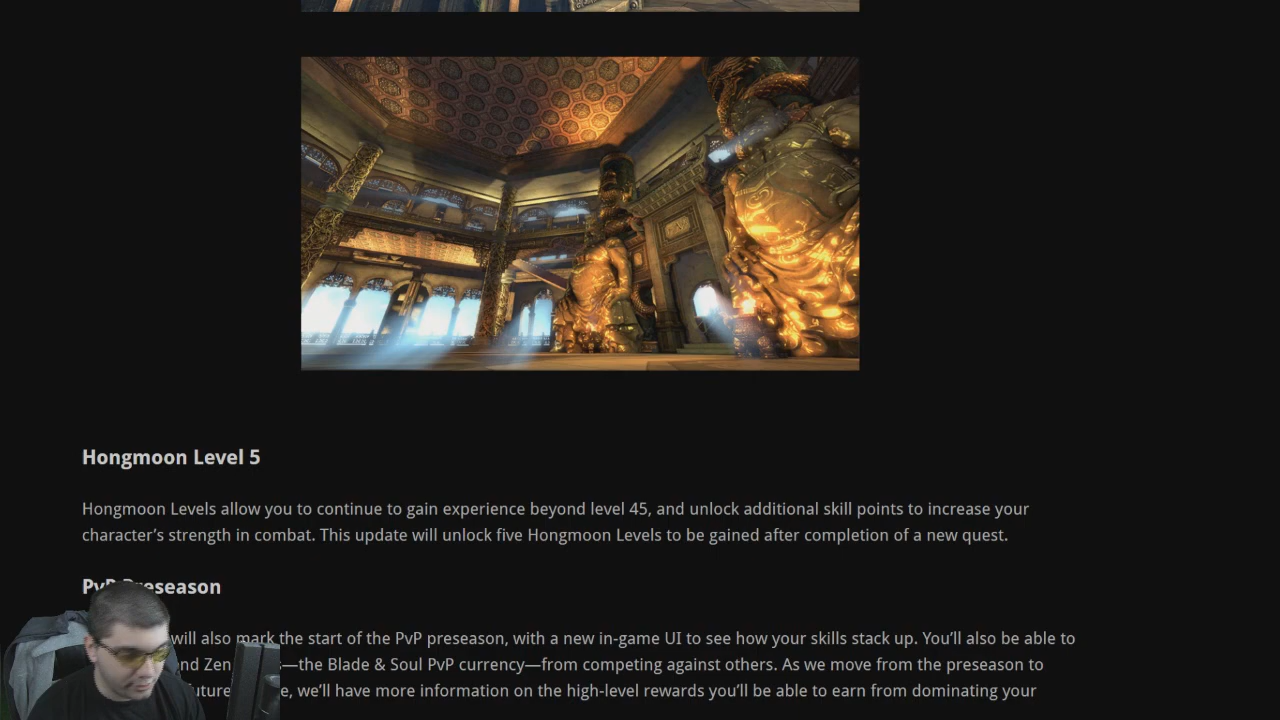 Hongmoon Level 5
Hongmoon Levels allow you to continue to gain experience beyond level 45, and unlock additional skill points to increase your
character’s strength in combat. This update will unlock five Hongmoon Levels to be gained after completion of a new quest.
PvP Preseason
will also mark the start of the PvP preseason, with a new in-game UI to see how your skills stack up. You’ll also be able to
Zen —the Blade & Soul PvP currency—from competing against others. As we move from the preseason to
we’ll have more information on the high-level rewards you’ll be able to earn from dominating your